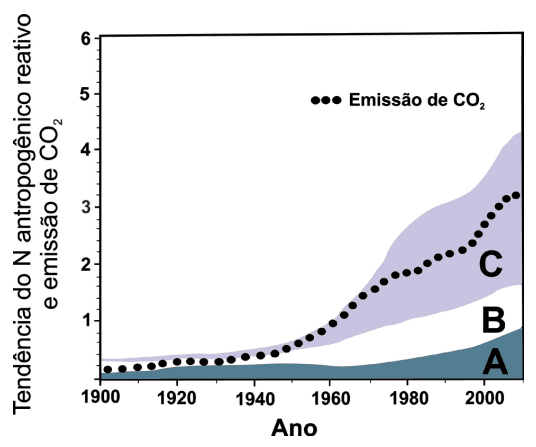 Tendência do N antropogênico reativo
e emissão de CO₂
6
5
4
3
2
1
Emissão de CO₂
C
B
A
1900
1920
1940
1960
1980
2000
Ano